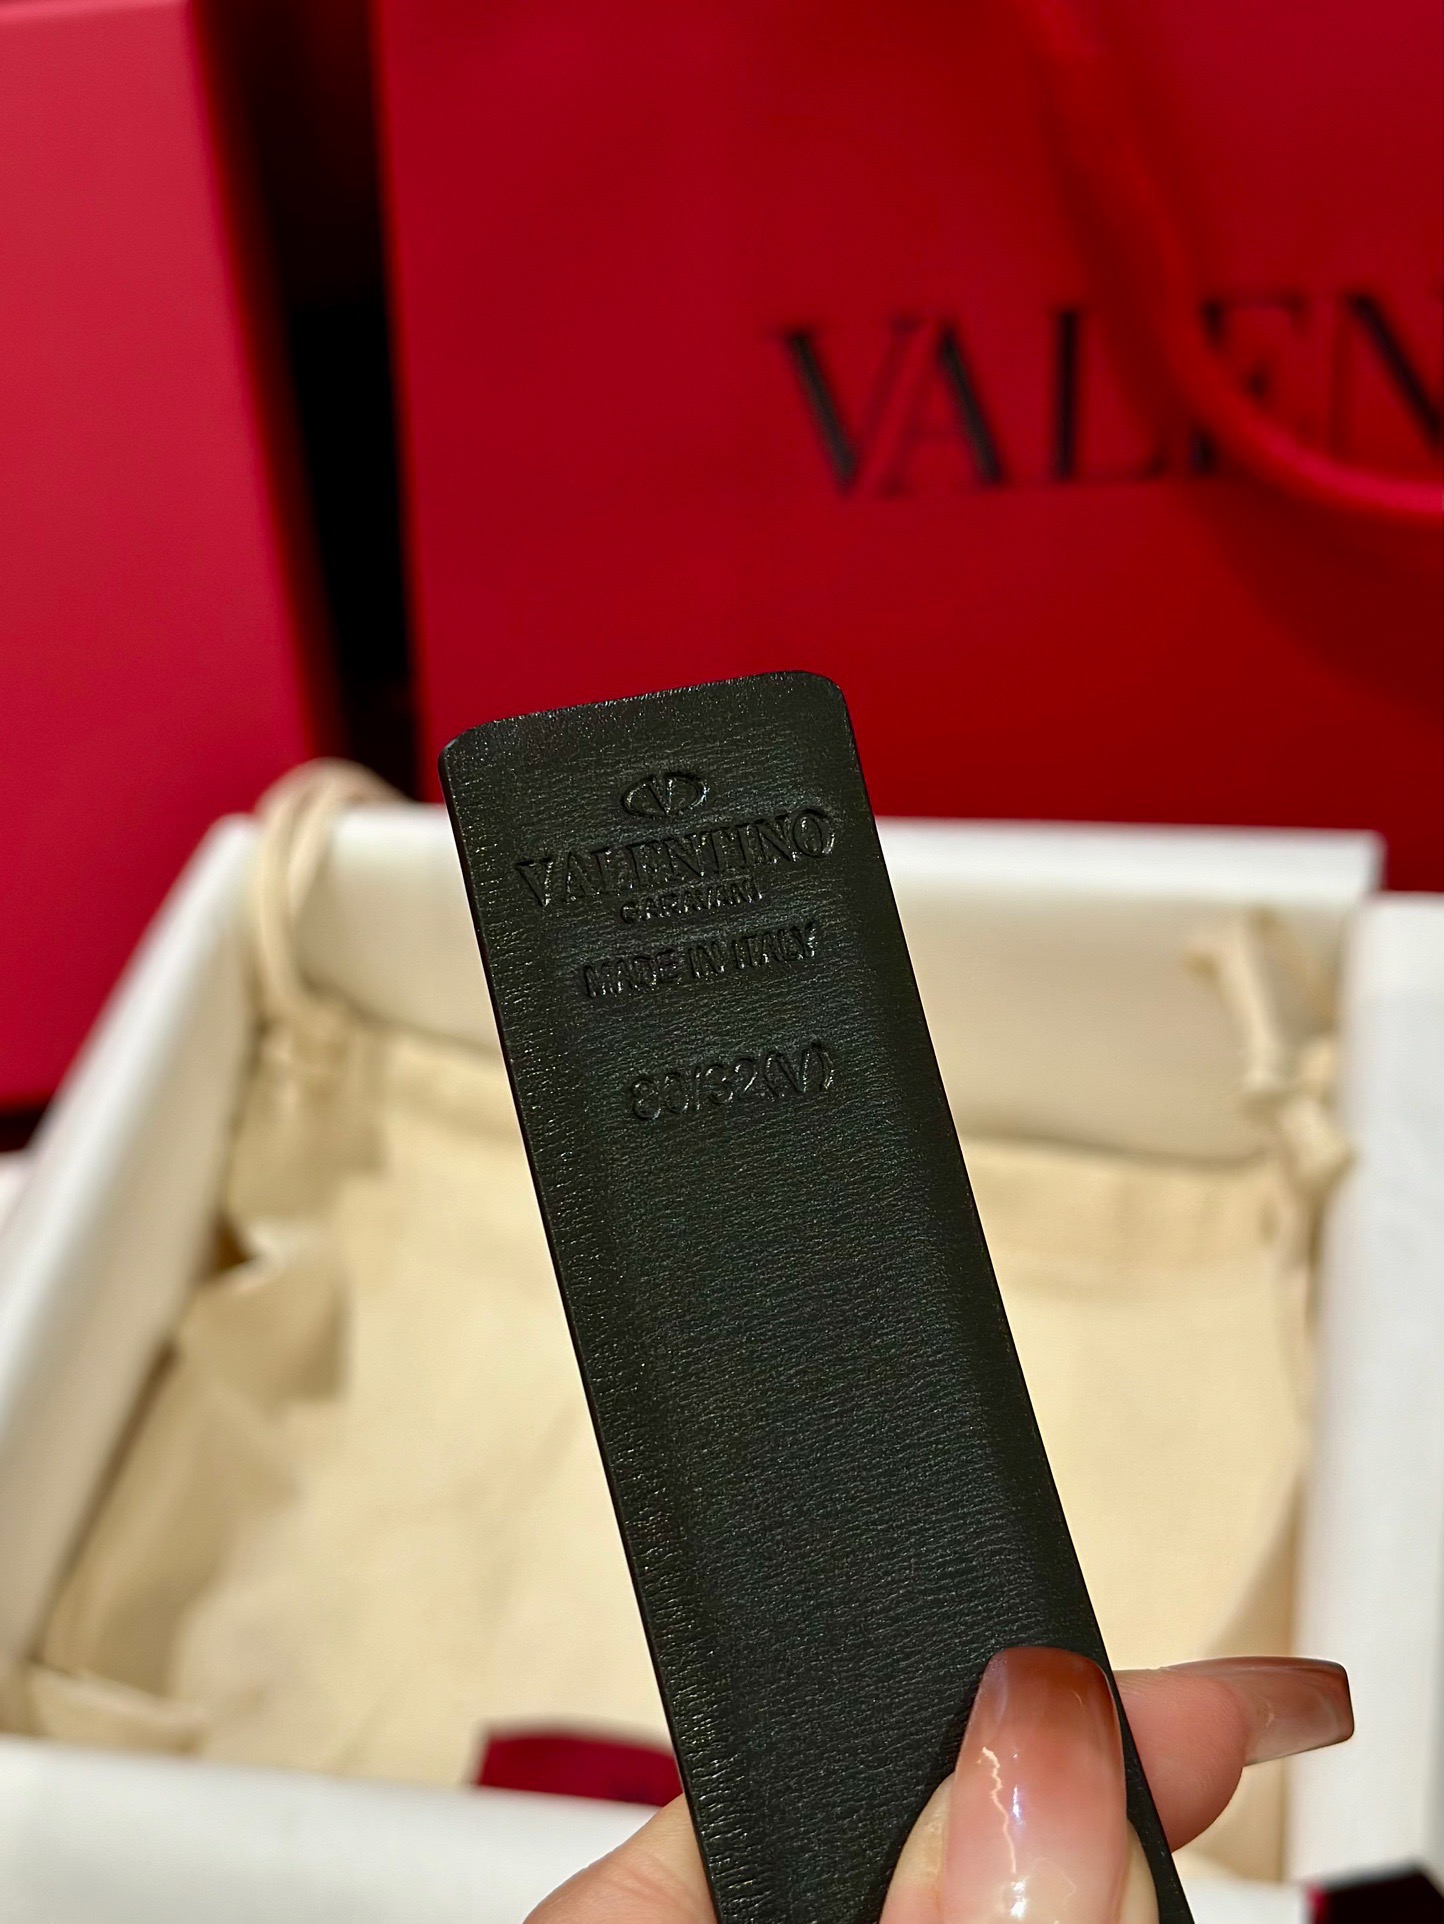 VALEN
VALENTINO
GARAVANI
MADE IN ITALY
80/32(V)